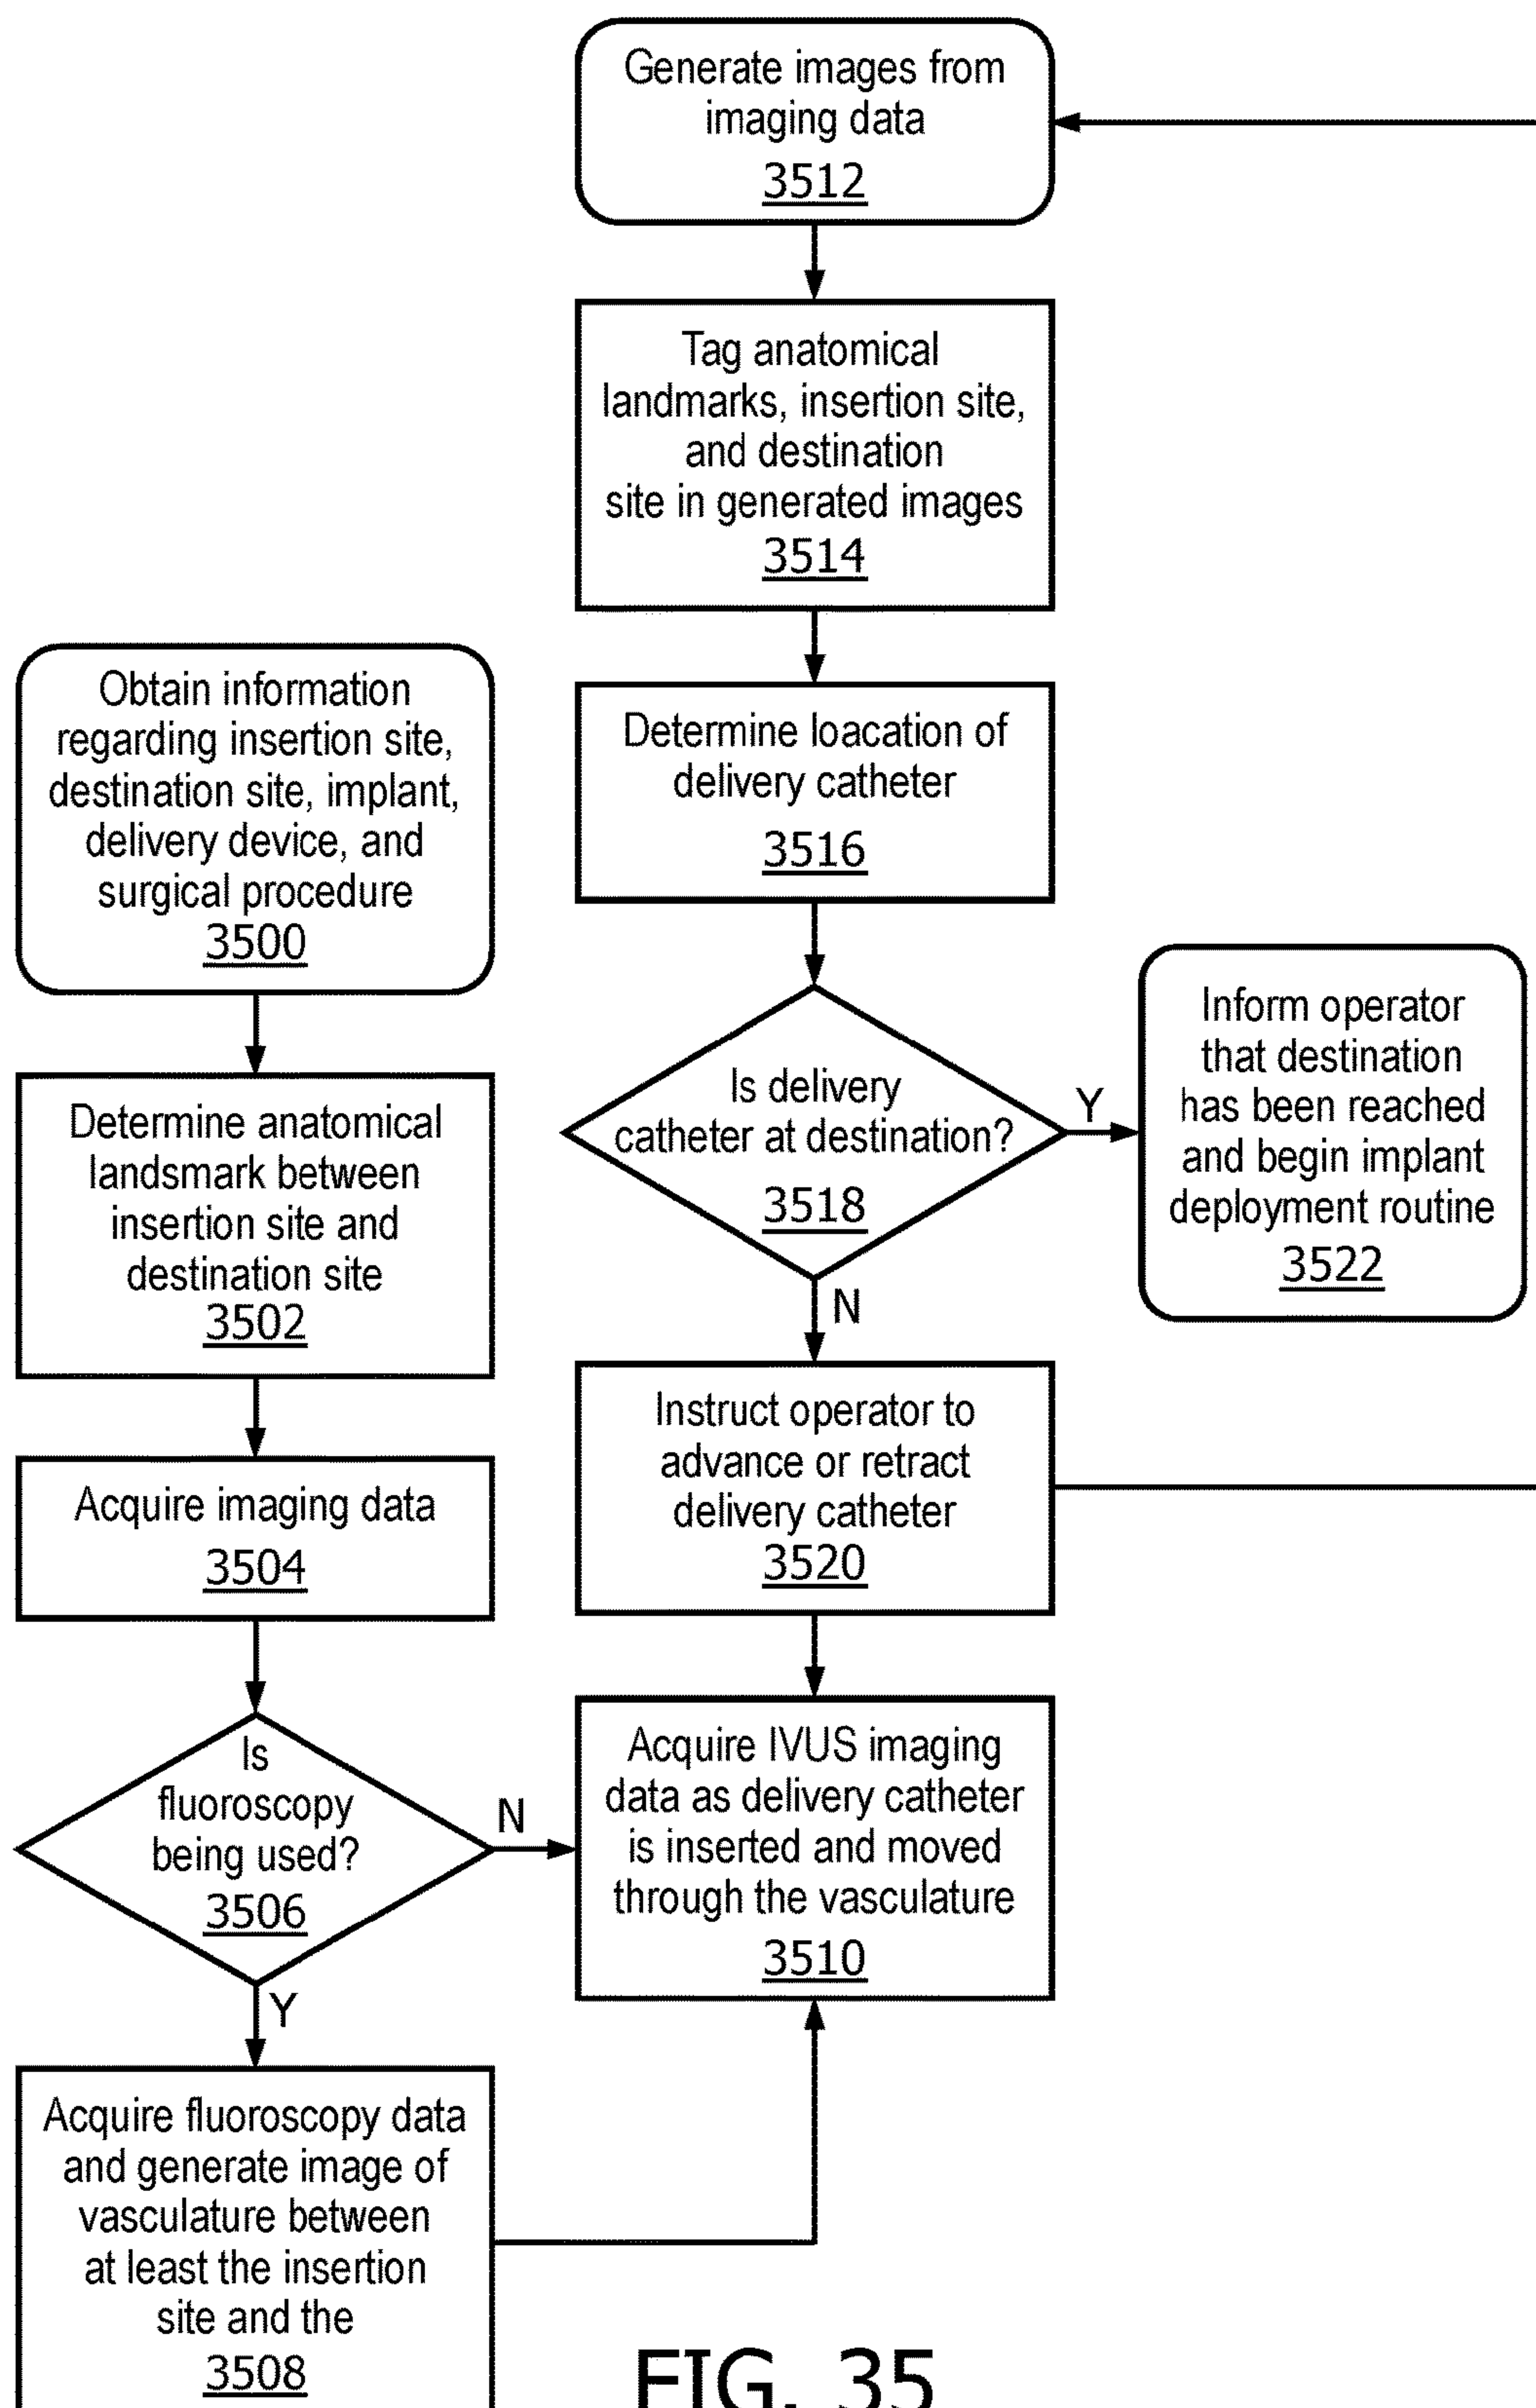 Generate images from
imaging data
3512
Tag anatomical
landmarks, insertion site,
and destination
site in generated images
3514
Obtain information
regarding insertion site,
destination site, implant,
delivery device, and
surgical procedure
3500
Determine loacation of
delivery catheter
3516
Determine anatomical
landsmark between
insertion site and
destination site
3502
Is delivery
catheter at destination?
3518
Y
N
Inform operator
that destination
has been reached
and begin implant
deployment routine
3522
Instruct operator to
advance or retract
delivery catheter
3520
Acquire imaging data
3504
Is
fluoroscopy
being used?
3506
N
Y
Acquire IVUS imaging
data as delivery catheter
is inserted and moved
through the vasculature
3510
Acquire fluoroscopy data
and generate image of
vasculature between
at least the insertion
site and the
3508
FIG. 35